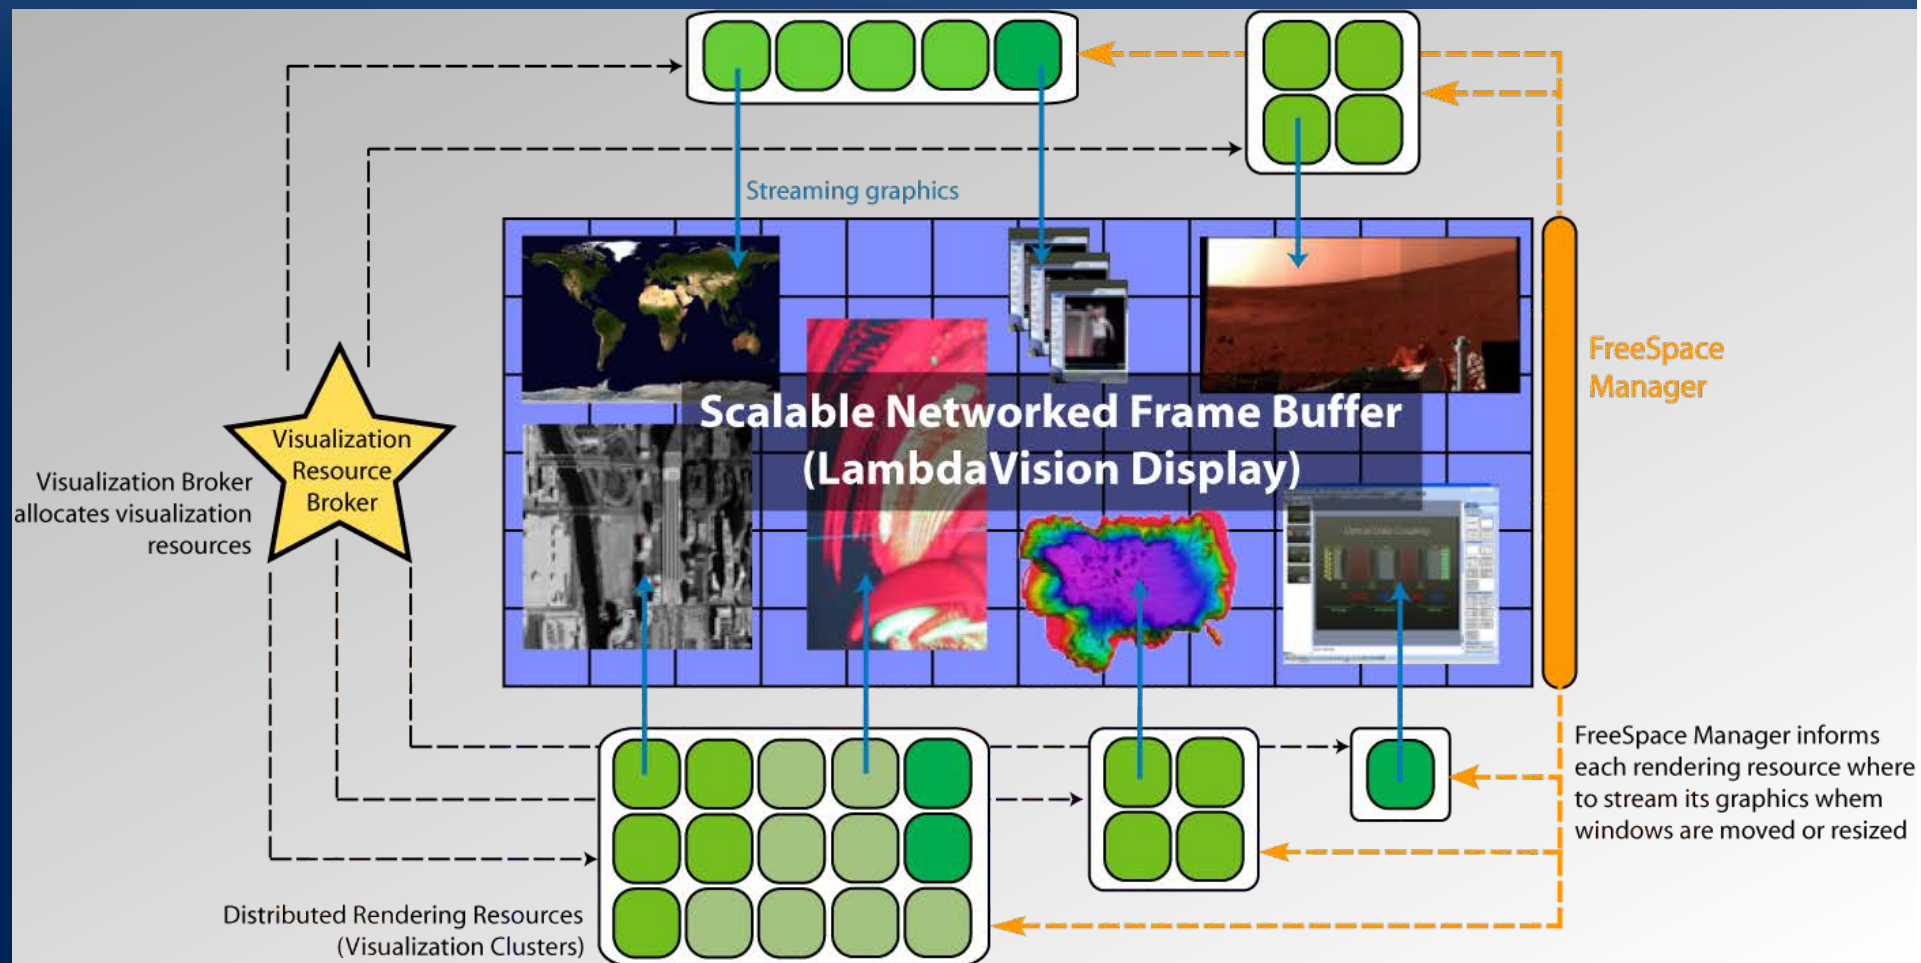 Streaming graphics
FreeSpace
Manager
Scalable Networked Frame Buffer
(LambdaVision Display)
Visualization
Resource
Broker
Visualization Broker
allocates visualization
resources
FreeSpace Manager informs
each rendering resource where
to stream its graphics whem
windows are moved or resized
Distributed Rendering Resources
(Visualization Clusters)